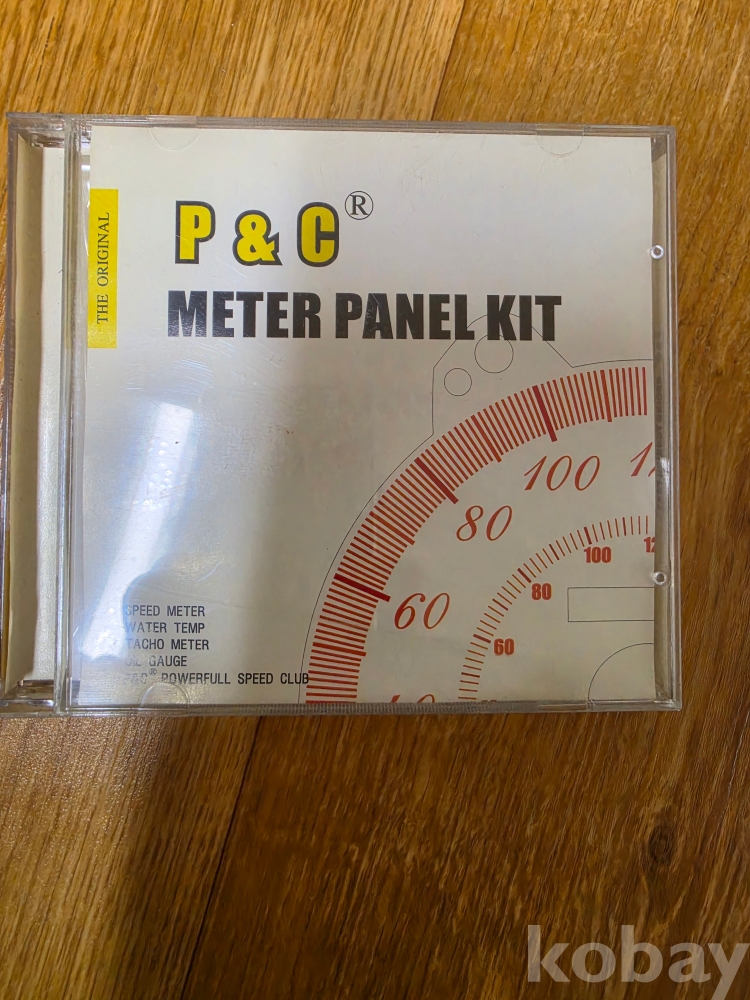 THE ORIGINAL
P & C®
METER PANEL KIT
100
80
60
100
80
60
SPEED METER
WATER TEMP
TACHO METER
OIL GAUGE
P&C® POWERFULL SPEED CLUB
kobay